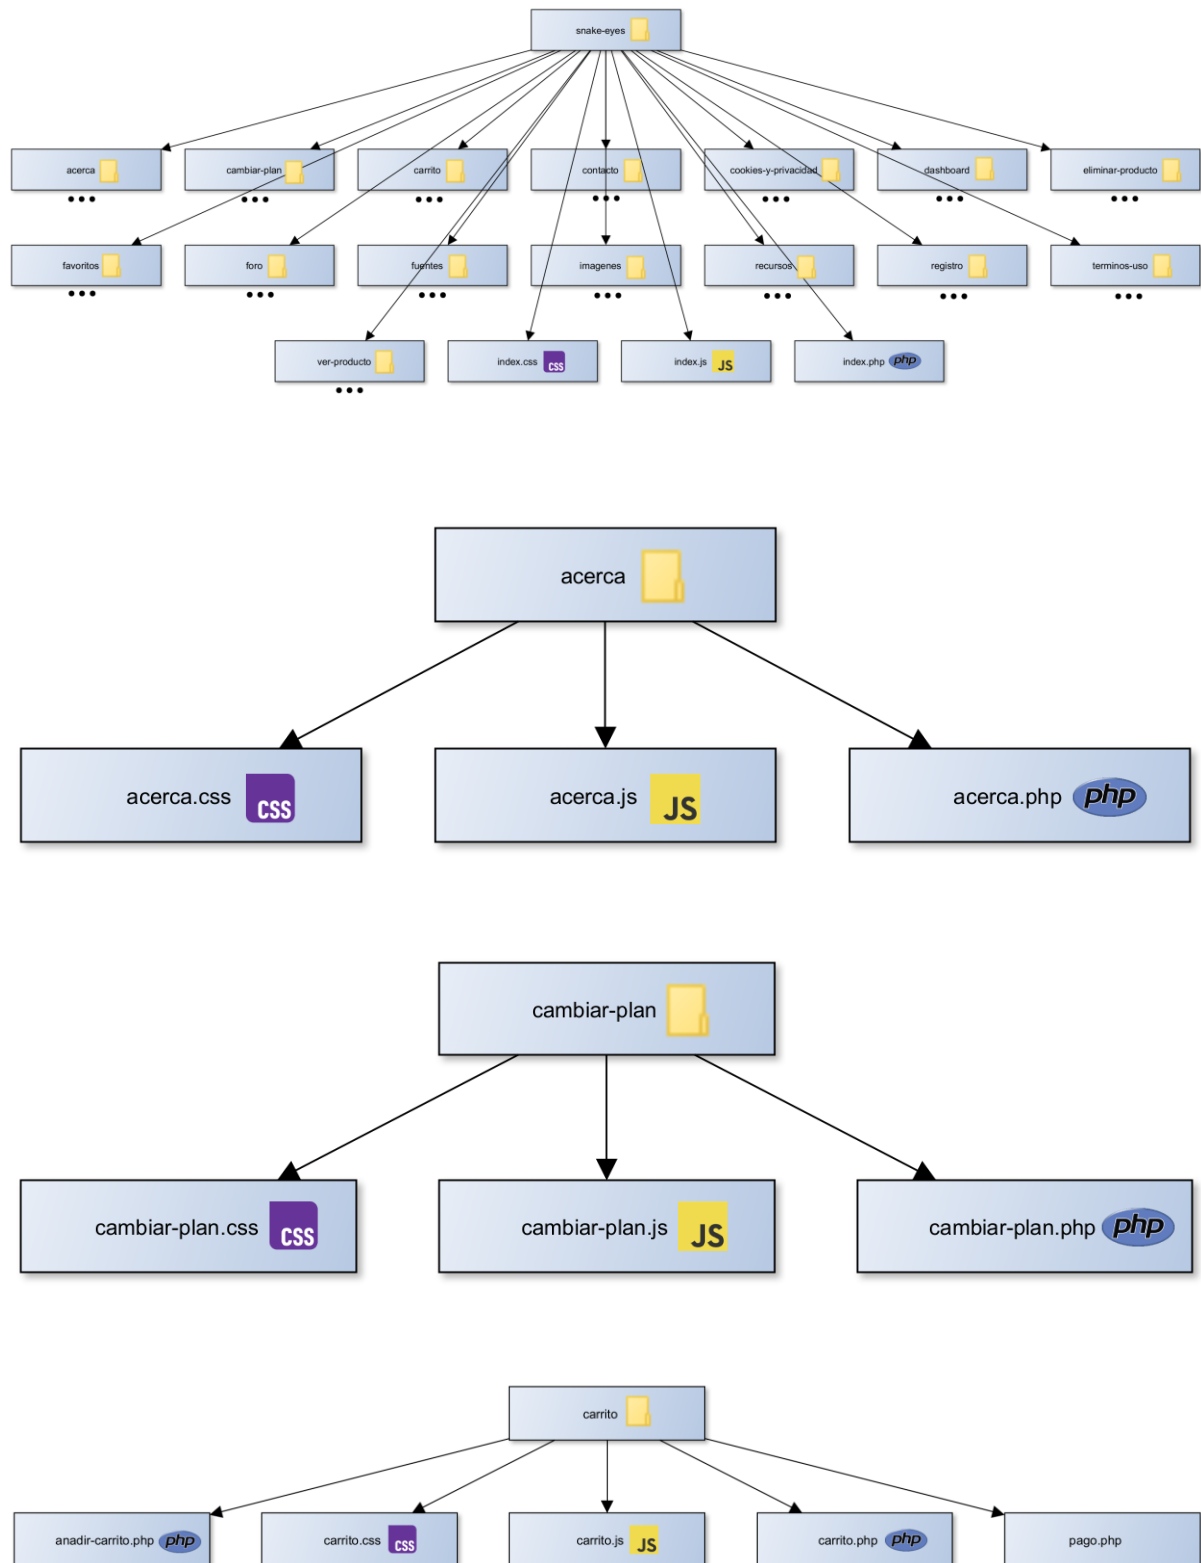 snake-eyes
acerca
cambiar-plan
carrito
contacto
cookies-y-privacidad
dashboard
eliminar-producto
favoritos
foro
fuentes
imagenes
recursos
registro
terminos-uso
ver-producto
index.css CSS
index.js JS
index.php php
acerca
acerca.css CSS
acerca.js JS
acerca.php php
cambiar-plan
cambiar-plan.css CSS
cambiar-plan.js JS
cambiar-plan.php php
carrito
anadir-carrito.php php
carrito.css CSS
carrito.js JS
carrito.php php
pago.php